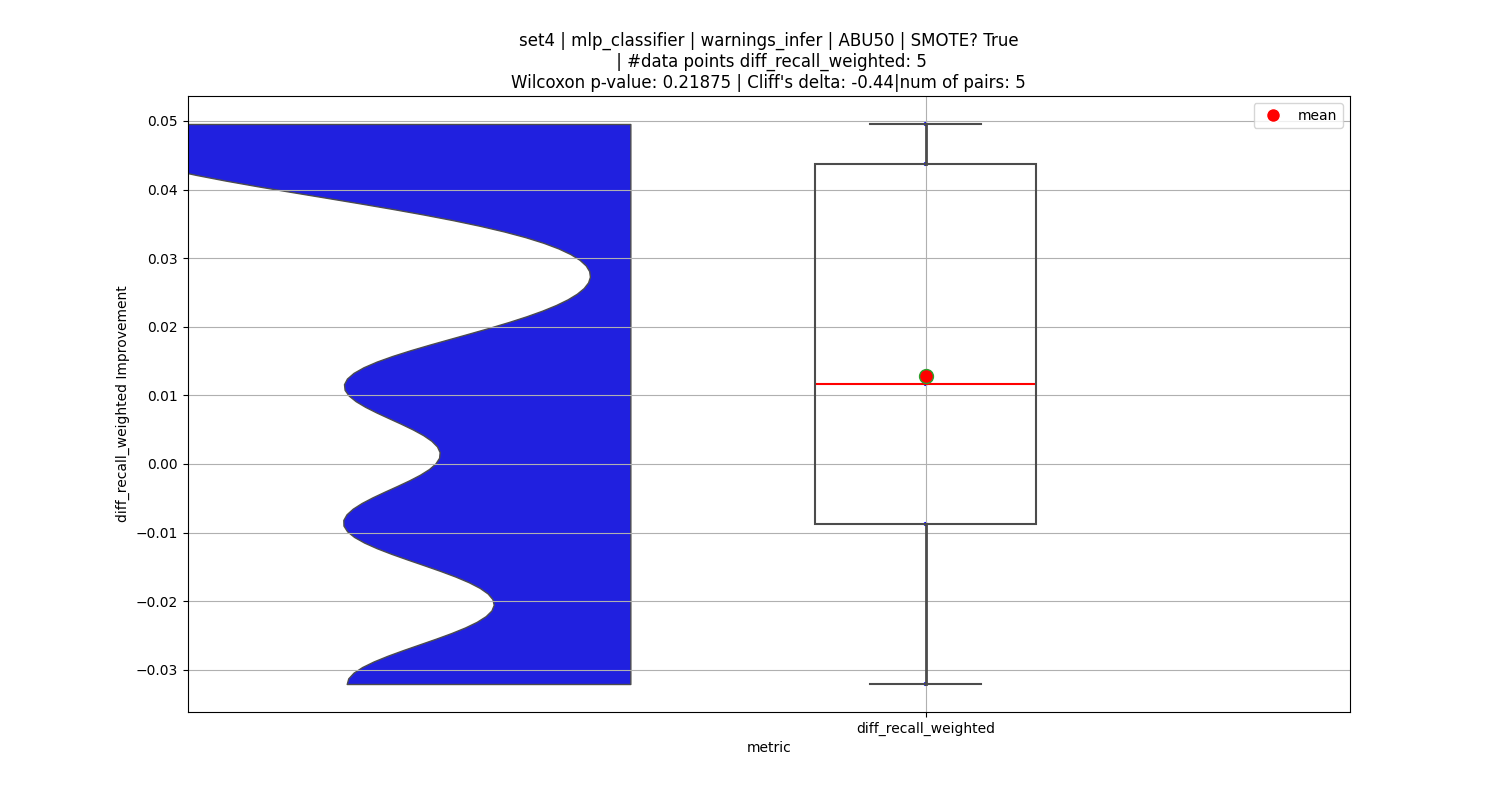 set4 | mlp_classifier | warnings_infer | ABU50 | SMOTE? True
| #data points diff_recall_weighted: 5
Wilcoxon p-value: 0.21875 | Cliff's delta: -0.44|num of pairs: 5
mean
0.05
0.04
0.03
0.02
0.01
0.00
−0.01
−0.02
−0.03
diff_recall_weighted Improvement
diff_recall_weighted
metric